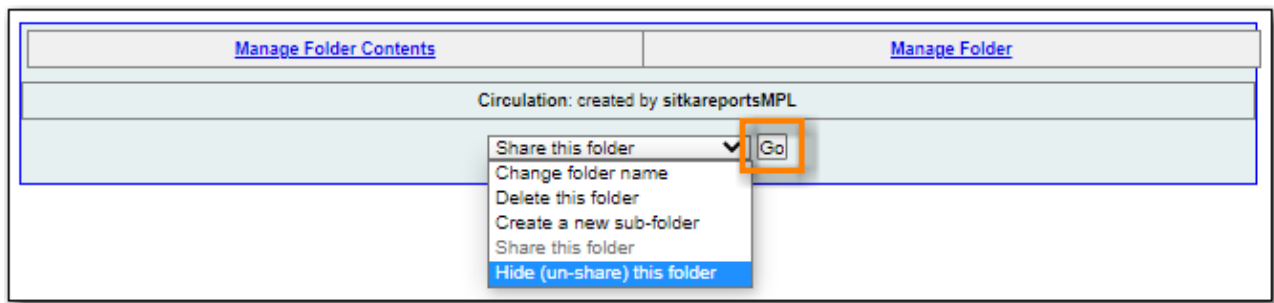 Manage Folder Contents
Manage Folder
Circulation: created by sitkareportsMPL
Share this folder
Go
Change folder name
Delete this folder
Create a new sub-folder
Share this folder
Hide (un-share) this folder